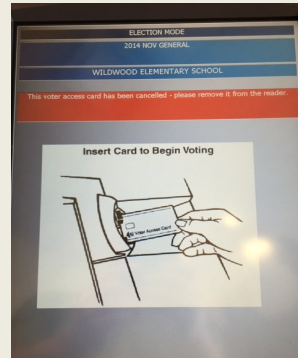 ELECTION MODE
2014 NOV GENERAL
WILDWOOD ELEMENTARY SCHOOL
This voter access card has been cancelled - please remove it from the reader.
Insert Card to Begin Voting
Voter Access Card